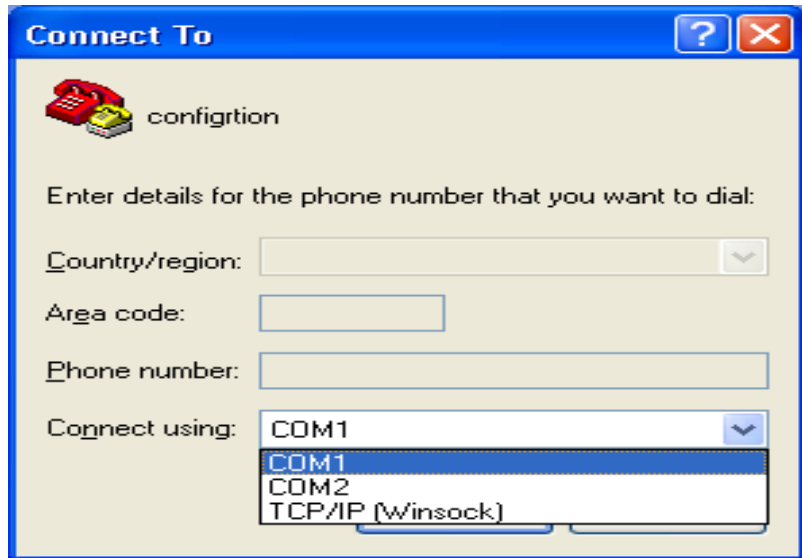 Connect To
configrtion
Enter details for the phone number that you want to dial:
Country/region:
Area code:
Phone number:
Connect using: COM1
COM1
COM2
TCP/IP (Winsock)